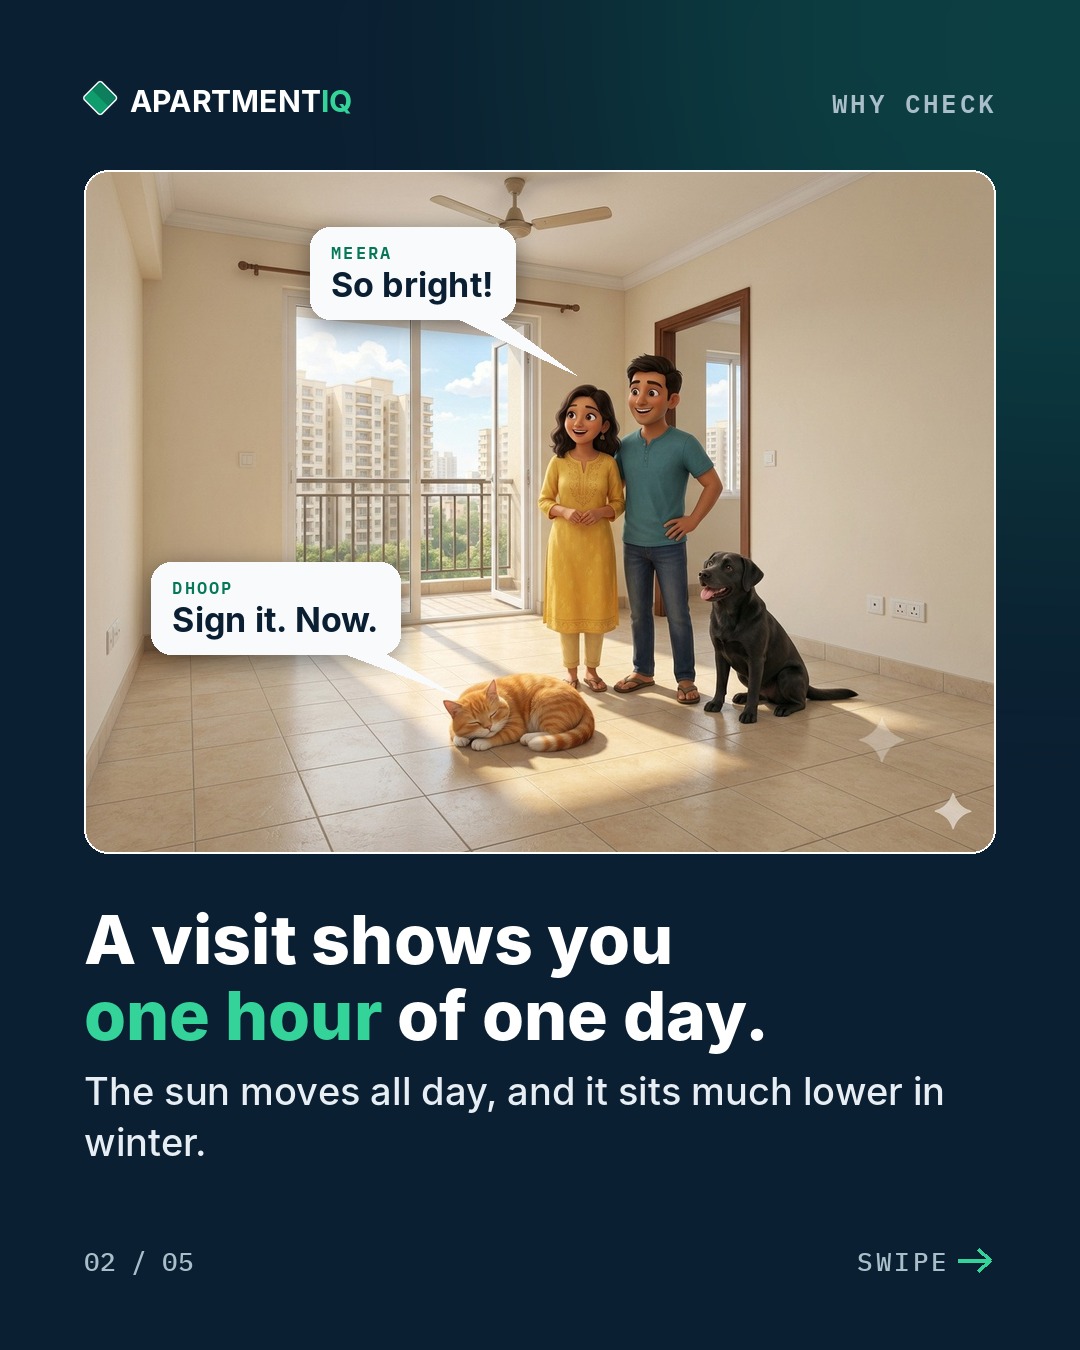 APARTMENTIQ
WHY CHECK
MEERA
So bright!
DHOOP
Sign it. Now.
A visit shows you
one hour of one day.
The sun moves all day, and it sits much lower in
winter.
02 / 05
SWIPE